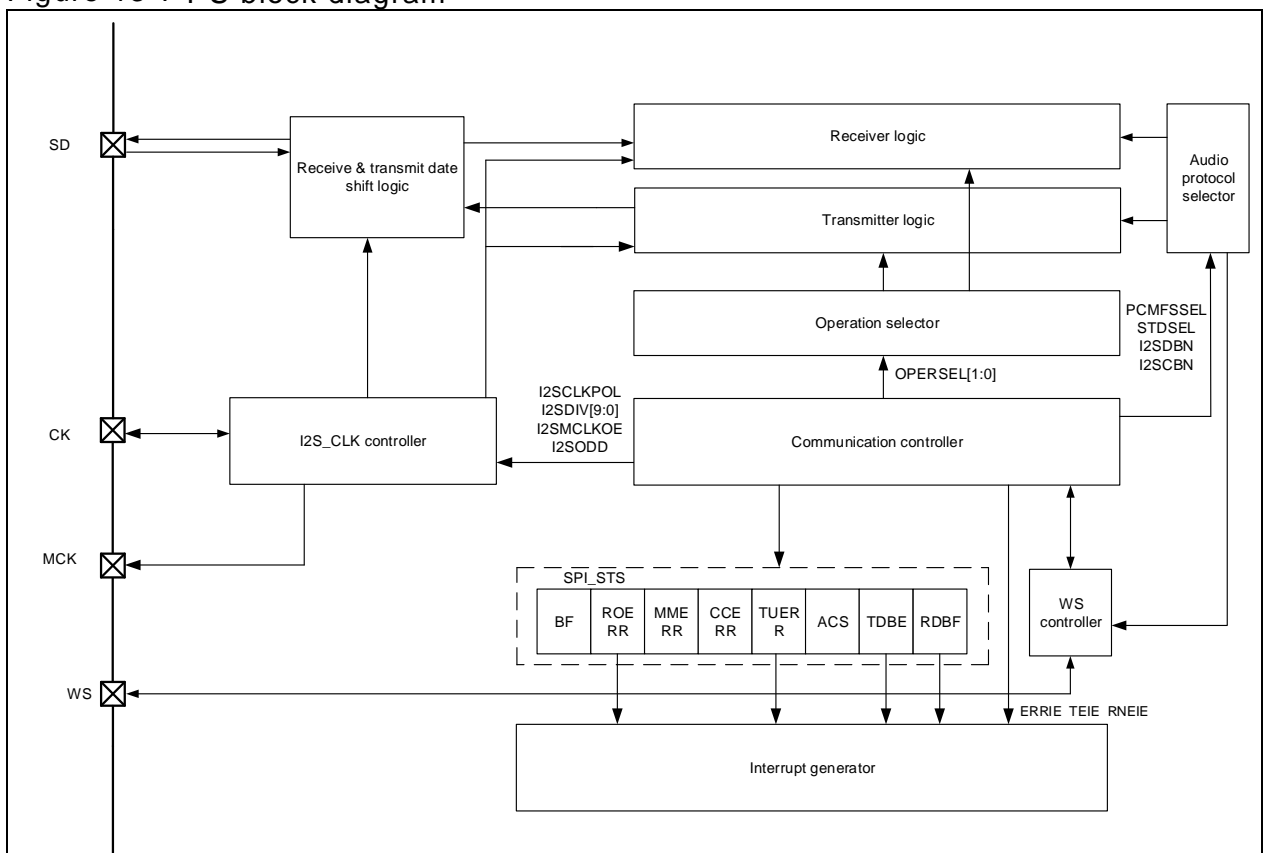 SD
Receive & transmit date
shift logic
Receiver logic
Audio
protocol
selector
Transmitter logic
Operation selector
PCMFSSEL
STDSEL
I2SDBN
I2SCBN
OPERSEL[1:0]
I2SCLKPOL
I2SDIV[9:0]
I2SMCLKOE
I2SODD
CK
I2S_CLK controller
Communication controller
MCK
SPI_STS
BF
ROE
RR
MME
RR
CCE
RR
TUER
R
ACS
TDBE
RDBF
WS
controller
WS
ERRIE TEIE RNEIE
Interrupt generator